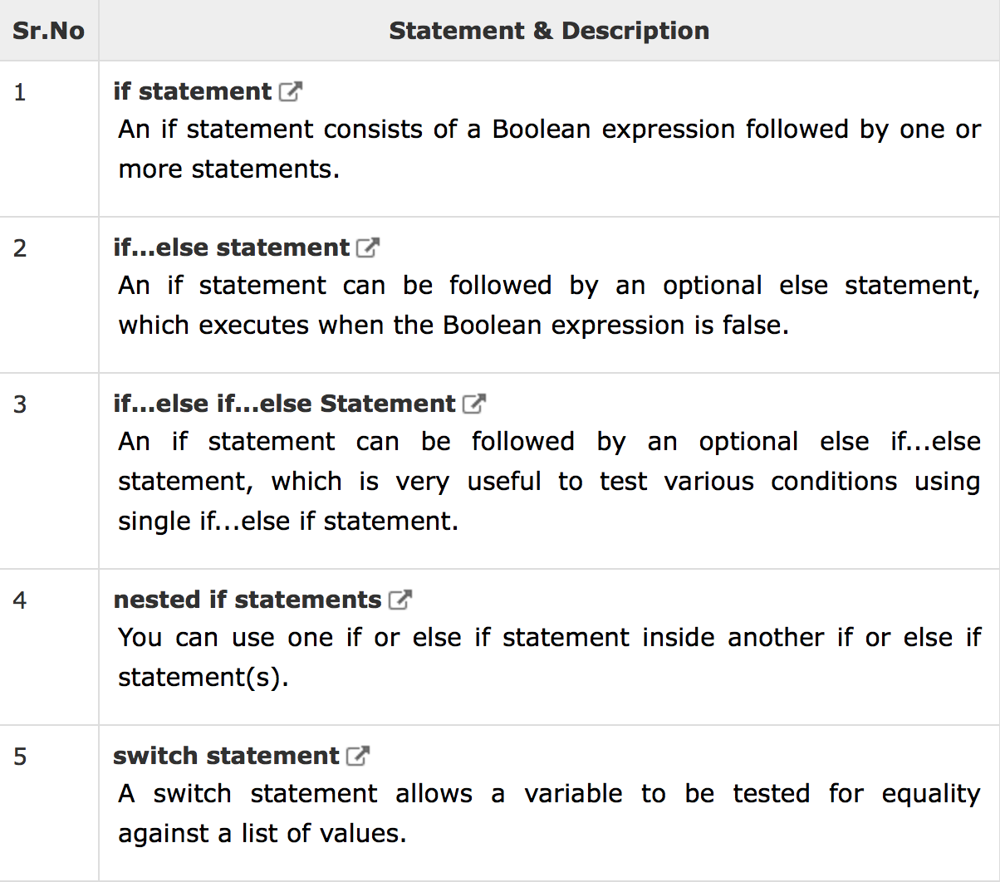 Sr.No Statement & Description
1 if statement
An if statement consists of a Boolean expression followed by one or
more statements.
2 if...else statement
An if statement can be followed by an optional else statement,
which executes when the Boolean expression is false.
3 if...else if...else Statement
An if statement can be followed by an optional else if...else
statement, which is very useful to test various conditions using
single if...else if statement.
4 nested if statements
You can use one if or else if statement inside another if or else if
statement(s).
5 switch statement
A switch statement allows a variable to be tested for equality
against a list of values.